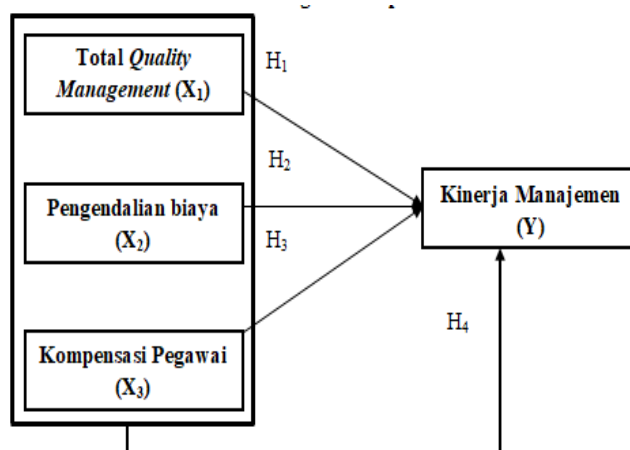 Total Quality
Management (X₁)
H₁
H₂
Pengendalian biaya
(X₂)
Kinerja Manajemen
(Y)
H₃
H₄
Kompensasi Pegawai
(X₃)